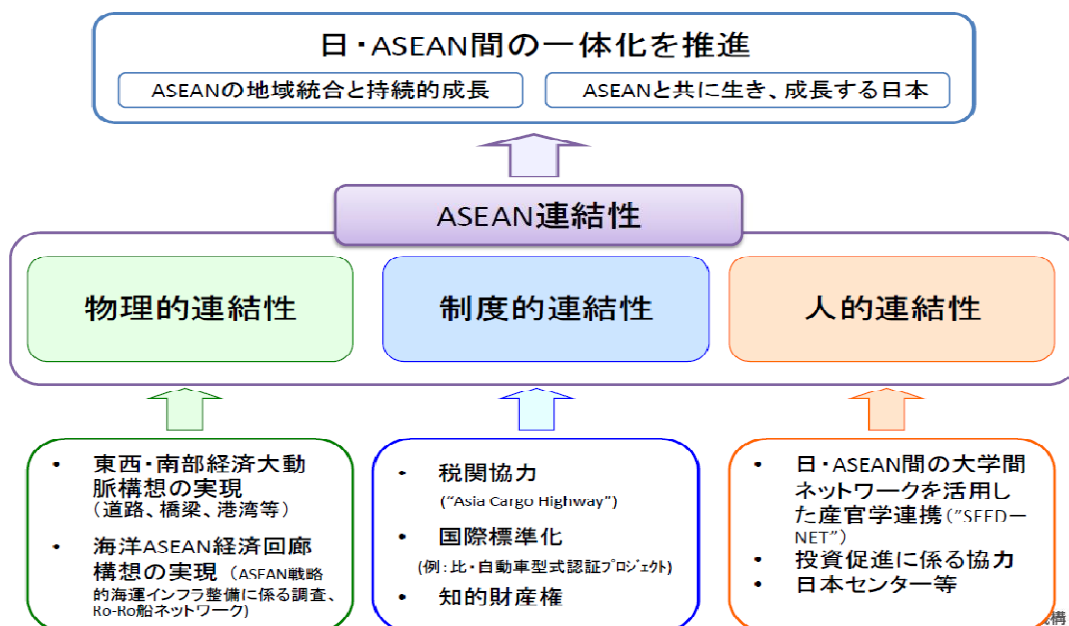 日・ASEAN間の一体化を推進
ASEANの地域統合と持続的成長
ASEANと共に生き、成長する日本
ASEAN連結性
物理的連結性
制度的連結性
人的連結性
• 東西・南部経済大動
脈構想の実現
（道路、橋梁、港湾等）
• 海洋ASEAN経済回廊
構想の実現（ASEAN戦略
的海運インフラ整備に係る調査、
Ro-Ro船ネットワーク)
• 税関協力
(“Asia Cargo Highway”)
• 国際標準化
(例：比・自動車型式認証プロジェクト)
• 知的財産権
• 日・ASEAN間の大学間
ネットワークを活用し
た産官学連携(”SEED－
NET”)
• 投資促進に係る協力
• 日本センター等
構